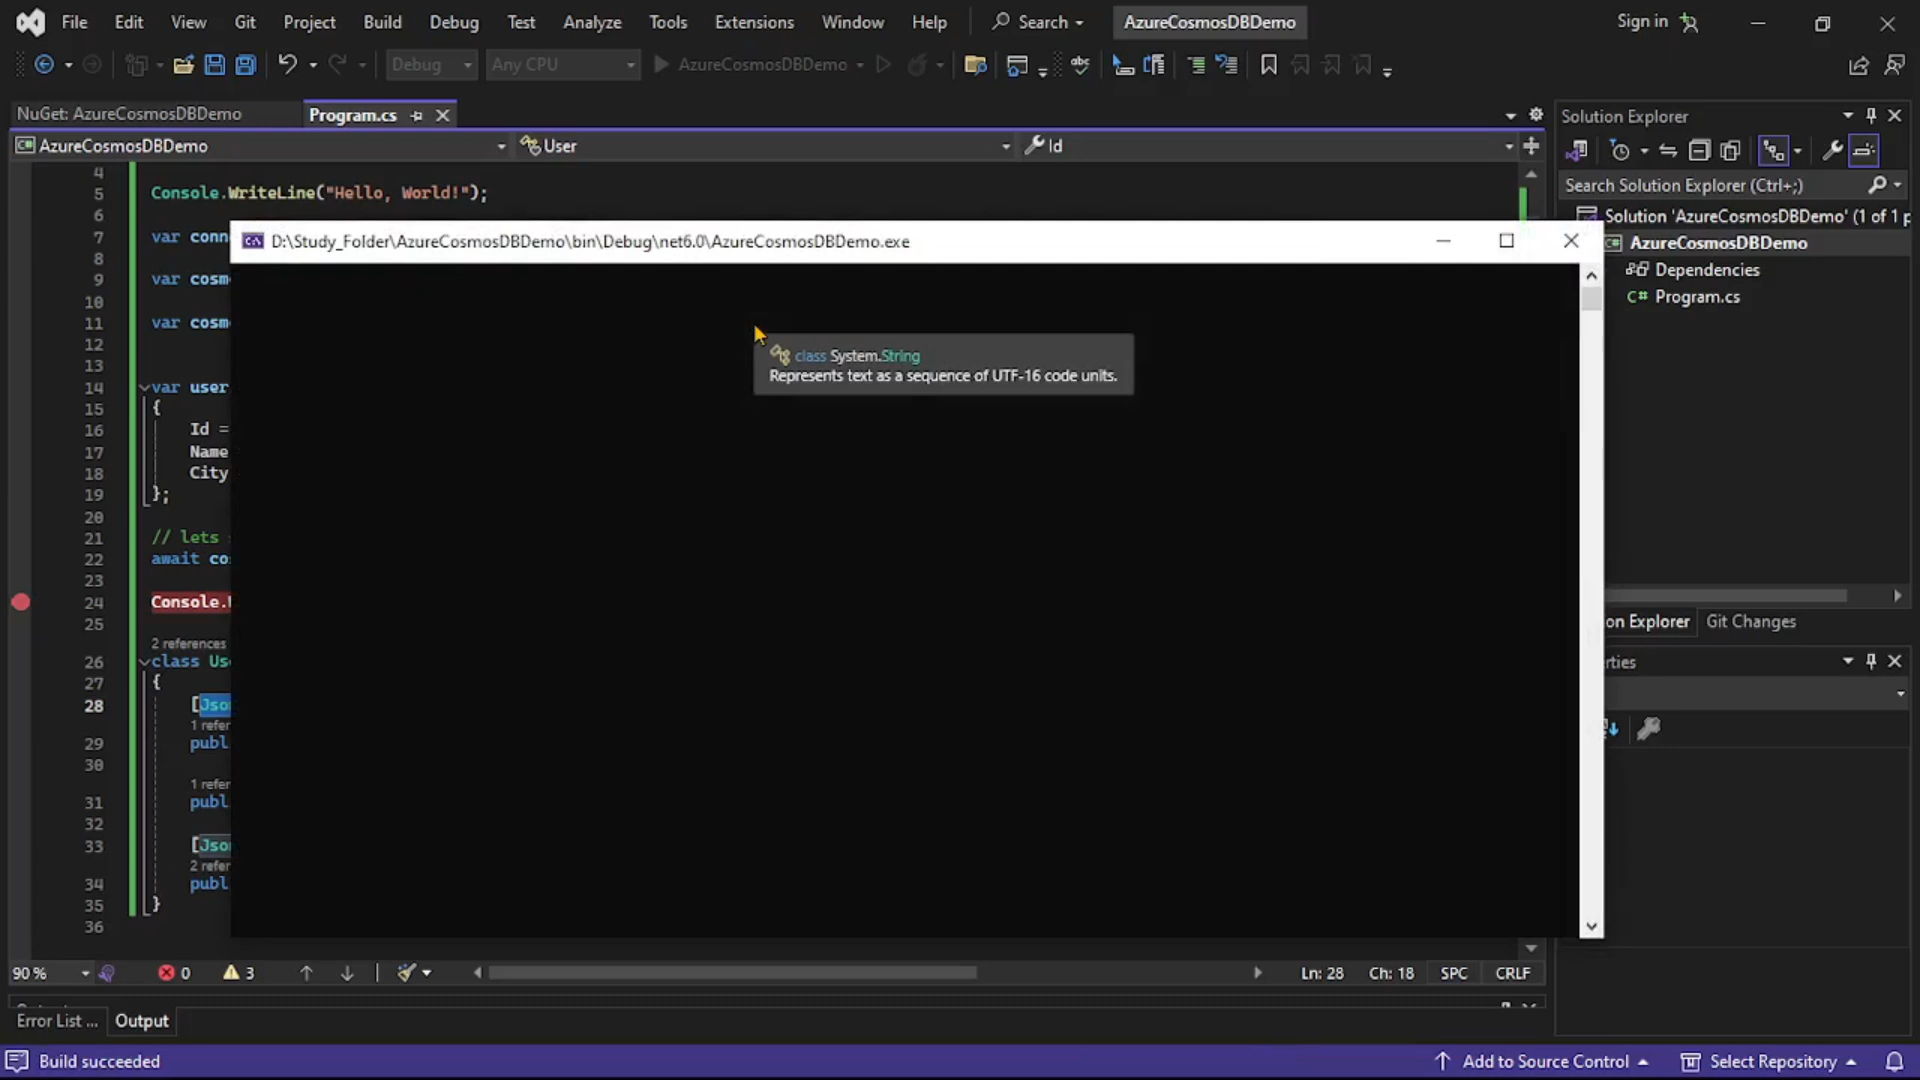 File Edit View Git Project Build Debug Test Analyze Tools Extensions Window Help Search AzureCosmosDBDemo Sign in
Debug Any CPU AzureCosmosDBDemo
NuGet: AzureCosmosDBDemo Program.cs
AzureCosmosDBDemo User Id
4
5 Console.WriteLine("Hello, World!");
6
7 var conn
8
9 var cosm
10
11 var cosm
12
13
14 var user
15 {
16 Id =
17 Name
18 City
19 };
20
21 // lets
22 await co
23
24 Console.
25
2 references
26 class Use
27 {
28 [Json
1 refer
29 publ
30
1 refer
31 publ
32
33 [Json
2 refer
34 publ
35 }
36
D:\Study_Folder\AzureCosmosDBDemo\bin\Debug\net6.0\AzureCosmosDBDemo.exe
class System.String
Represents text as a sequence of UTF-16 code units.
Solution Explorer
Search Solution Explorer (Ctrl+;)
Solution 'AzureCosmosDBDemo' (1 of 1 p
AzureCosmosDBDemo
Dependencies
C# Program.cs
on Explorer Git Changes
rties
90 % 0 3 Ln: 28 Ch: 18 SPC CRLF
Error List ... Output
Build succeeded Add to Source Control Select Repository